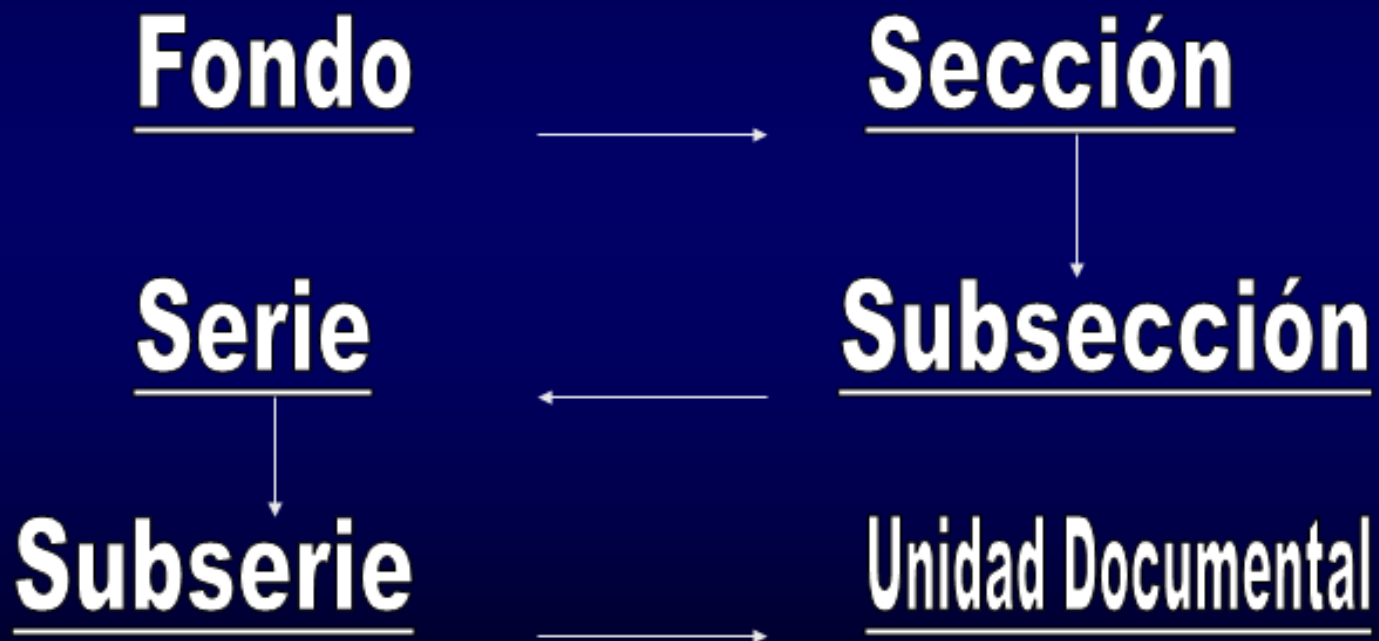 Fondo
Sección
Serie
Subsección
Subserie
Unidad Documental